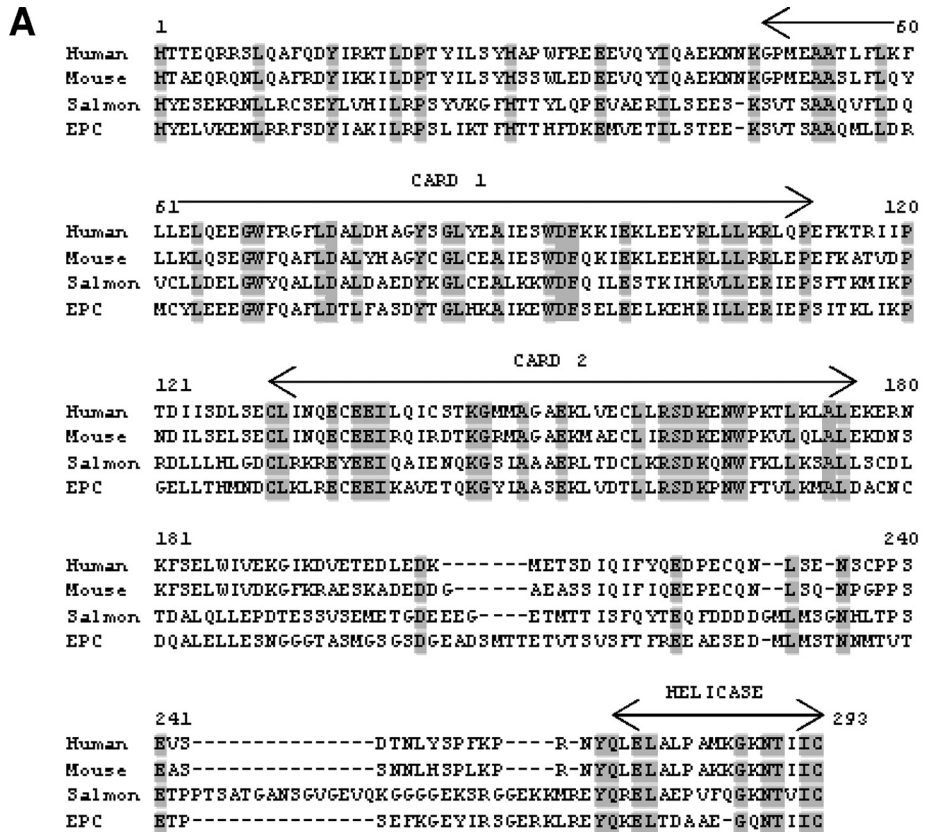 A
1 60
Human HTTEQRRSLQAFQDYIRKTLDPTYILSYHAPWFREEEVQYIQAEKNNKGPMEAATLFLKF
Mouse HTAEQRQNLQAFRDYIKKILDPTYILSYHSSWLEDEEVQYIQAEKNNKGPMEAASLFLQY
Salmon HYESEKRNLLRCSEYLVHILRPSYVKGFHTTYLQPEVAERILSEES-KSVTSAAQVFLDQ
EPC HYELVKENLRRFSDYIAKILRPSLIKTFHTTHFDKEMVETILSTEE-KSVTSAAQMLLDR
CARD 1
61 120
Human LLELQEEGWFRGFLDALDHAGYSGLYEAIESWDFKKIEKLEEYRLLLKRLQPEFKTRIIP
Mouse LLKLQSEGWFQAFLDALYHAGYCGLCEAIESWDFQKIEKLEEHRLLLRRLEPEFKATVDP
Salmon VCLLDELGWYQALLDALDAEDYKGLCEALKKWDFQILESTKIHRVLLERIEPSFTKMIKP
EPC MCYLEEEGWFQAFLDTLFASDYTGLHKAIKEWDFSELEELKEHRILLERIEPSITKLIKP
CARD 2
121 180
Human TDIISDLSECLINQECEEILQICSTKGMMAGAEKLVECLLRSDKENWPKTLKLALEKERN
Mouse NDILSELSECLINQECEEIRQIRDTKGRMAGAEKMAECLIRSDKENWPKVLQLALEKDNS
Salmon RDLLLHLGDCLRKREYEEIQAIENQKGSIAAAERLTDCLKRSDKQNWFKLLKSALLSCDL
EPC GELLTHMNDCLKLRECEEIKAVETQKGYIAASEKLVDTLLRSDKPNWFTVLKMALDACNC
181 240
Human KFSELWIVEKGIKDVETEDLEDK-------METSDIQIFYQEDPECQN--LSE-NSCPPS
Mouse KFSELWIVDKGFKRAESKADEDDG------AEASSIQIFIQEEPECQN--LSQ-NPGPPS
Salmon TDALQLLEPDTESSVSEMETGDEEEG----ETMTTISFQYTEQFDDDDGMLMSGNHLTPS
EPC DQALELLESNGGGTASMGSGSDGEADSMTTETVTSVSFTFREEAESED-MLMSTNNMTVT
HELICASE
241 293
Human EVS---------------DTNLYSPFKP----R-NYQLELALPAMKGKNTIIC
Mouse EAS---------------SNNLHSPLKP----R-NYQLELALPAKKGKNTIIC
Salmon ETPPTSATGANSGVGEVQKGGGGEKSRGGEKKMREYQRELAEPVFQGKNTVIC
EPC ETP---------------SEFKGEYIRSGERKLREYQKELTDAAE-GQNTIIC